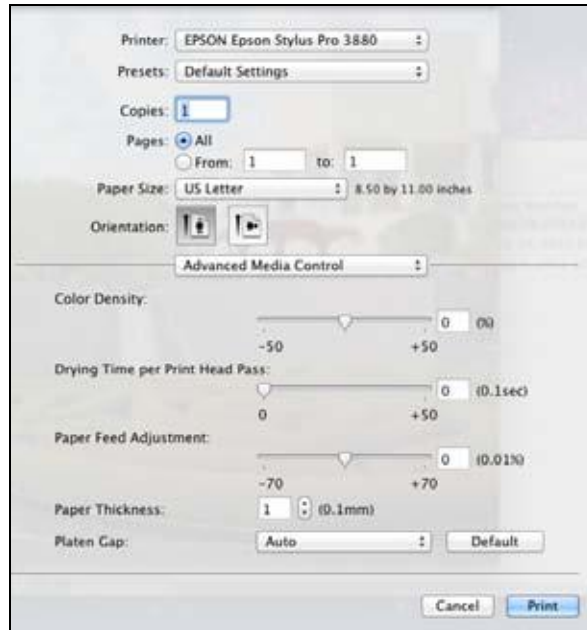 Printer: EPSON Epson Stylus Pro 3880
Presets: Default Settings
Copies: 1
Pages: All
From: 1 to: 1
Paper Size: US Letter 8.50 by 11.00 inches
Orientation:
Advanced Media Control
Color Density:
0 (%)
-50 +50
Drying Time per Print Head Pass:
0 (0.1sec)
0 +50
Paper Feed Adjustment:
0 (0.01%)
-70 +70
Paper Thickness: 1 (0.1mm)
Platen Gap: Auto Default
Cancel Print